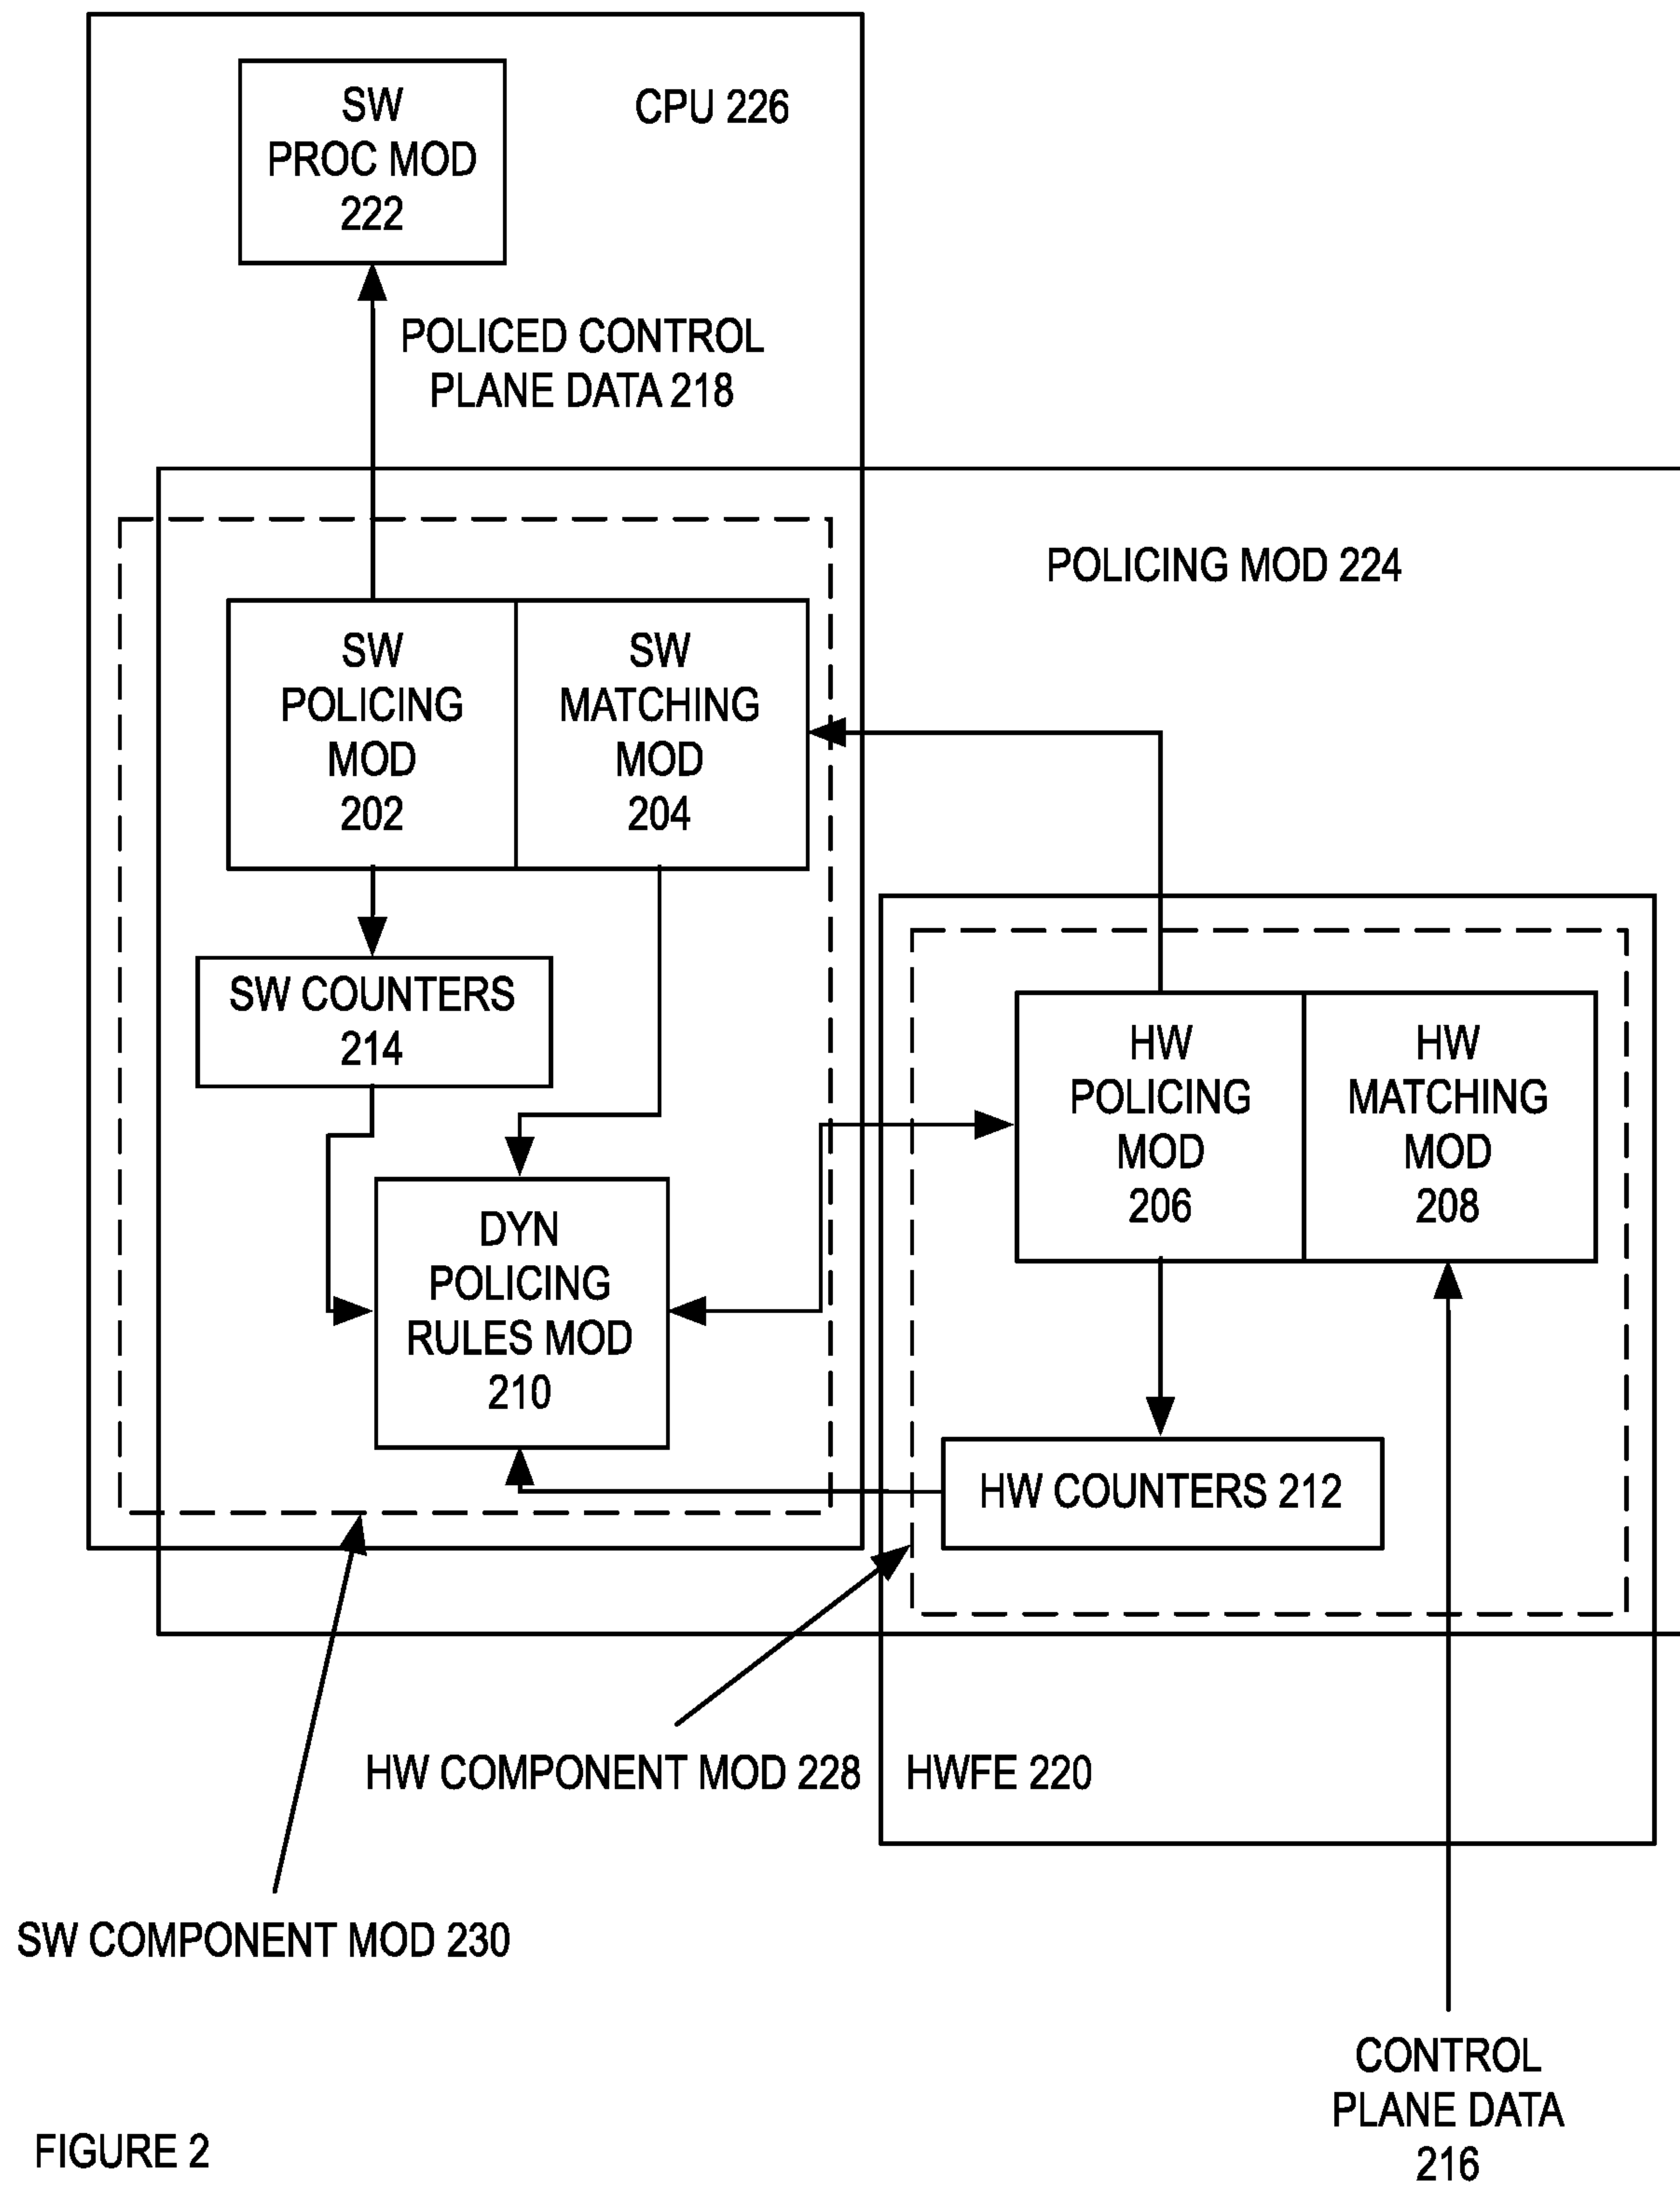 SW
PROC MOD
222
CPU 226
POLICED CONTROL
PLANE DATA 218
POLICING MOD 224
SW
POLICING
MOD
202
SW
MATCHING
MOD
204
SW COUNTERS
214
HW
POLICING
MOD
206
HW
MATCHING
MOD
208
DYN
POLICING
RULES MOD
210
HW COUNTERS 212
HW COMPONENT MOD 228
HWFE 220
SW COMPONENT MOD 230
CONTROL
PLANE DATA
216
FIGURE 2